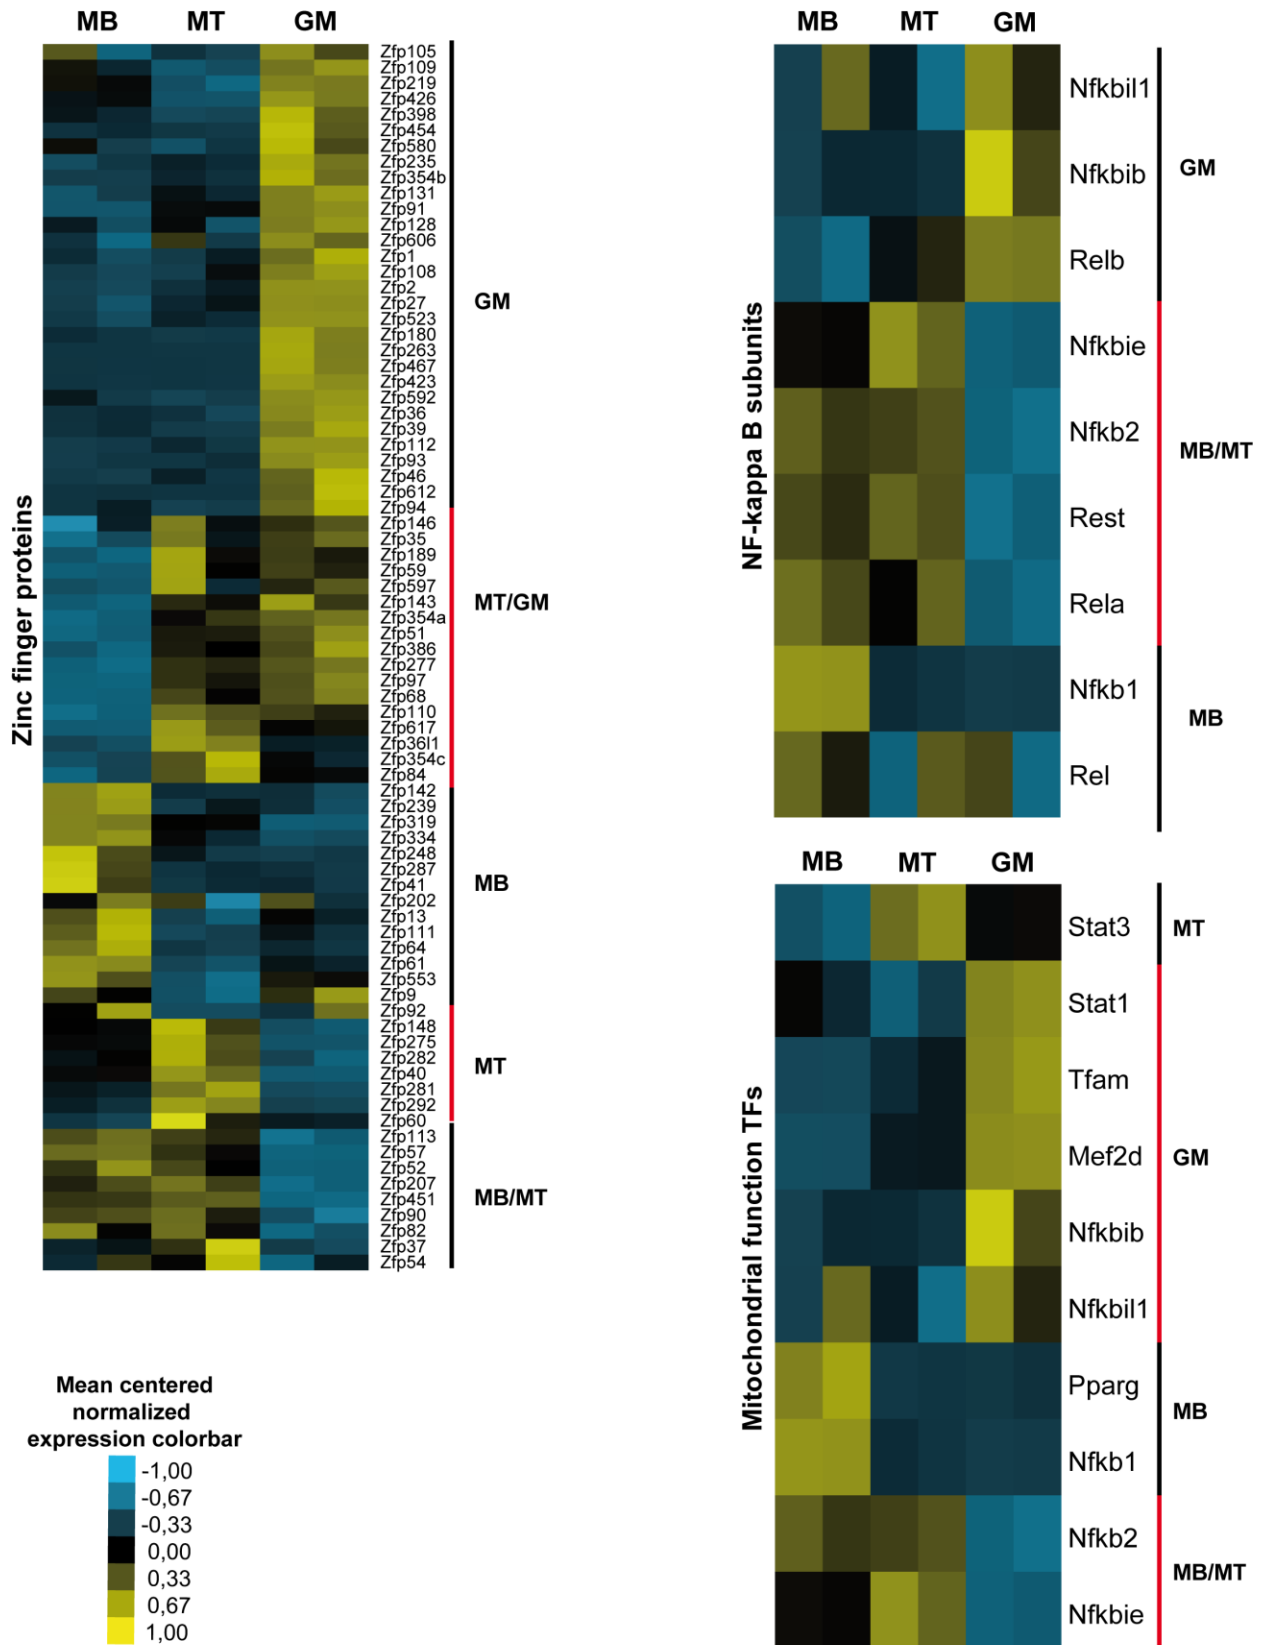 MB MT GM
Zinc finger proteins
Zfp105
Zfp109
Zfp219
Zfp426
Zfp398
Zfp454
Zfp580
Zfp235
Zfp354b
Zfp131
Zfp91
Zfp128
Zfp606
Zfp1
Zfp108
Zfp2
Zfp27
Zfp523
Zfp180
Zfp263
Zfp467
Zfp423
Zfp592
Zfp36
Zfp39
Zfp112
Zfp93
Zfp46
Zfp612
Zfp94
Zfp146
Zfp35
Zfp189
Zfp59
Zfp597
Zfp143
Zfp354a
Zfp51
Zfp386
Zfp277
Zfp97
Zfp68
Zfp110
Zfp617
Zfp36l1
Zfp354c
Zfp84
Zfp142
Zfp239
Zfp319
Zfp334
Zfp248
Zfp287
Zfp41
Zfp202
Zfp13
Zfp111
Zfp64
Zfp61
Zfp553
Zfp9
Zfp92
Zfp148
Zfp275
Zfp282
Zfp40
Zfp281
Zfp292
Zfp60
Zfp113
Zfp57
Zfp52
Zfp207
Zfp451
Zfp90
Zfp82
Zfp37
Zfp54
GM
MT/GM
MB
MT
MB/MT
Mean centered
normalized
expression colorbar
-1,00
-0,67
-0,33
0,00
0,33
0,67
1,00
MB MT GM
NF-kappa B subunits
Nfkbil1
Nfkbib
Relb
Nfkbie
Nfkb2
Rest
Rela
Nfkb1
Rel
GM
MB/MT
MB
MB MT GM
Mitochondrial function TFs
Stat3
Stat1
Tfam
Mef2d
Nfkbib
Nfkbil1
Pparg
Nfkb1
Nfkb2
Nfkbie
MT
GM
MB
MB/MT